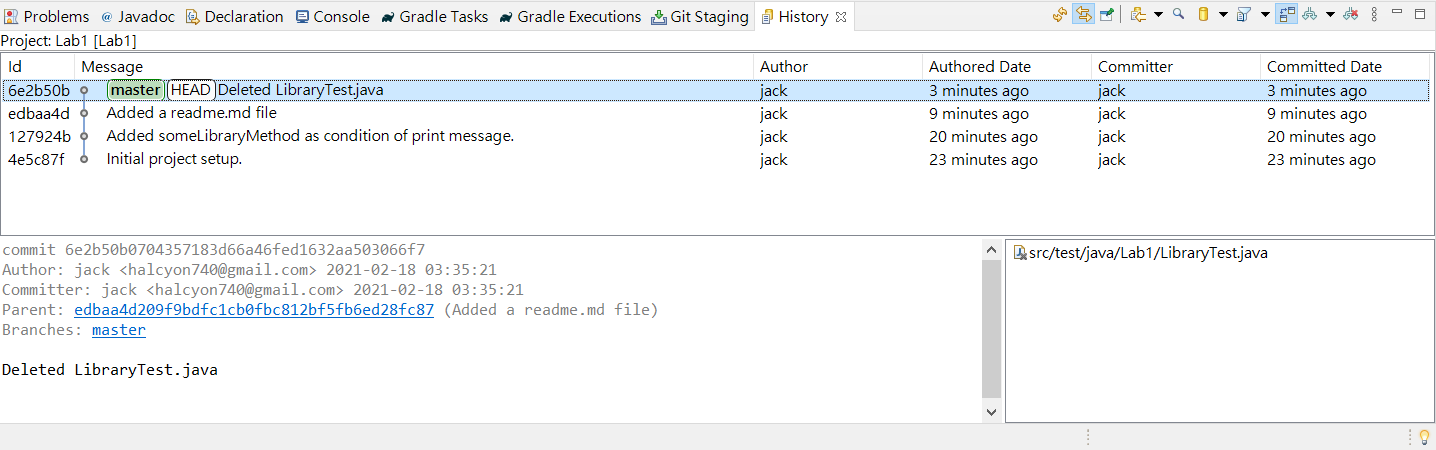 Problems @ Javadoc Declaration Console Gradle Tasks Gradle Executions Git Staging History
Project: Lab1 [Lab1]
Id Message Author Authored Date Committer Committed Date
6e2b50b master HEAD Deleted LibraryTest.java jack 3 minutes ago jack 3 minutes ago
edbaa4d Added a readme.md file jack 9 minutes ago jack 9 minutes ago
127924b Added someLibraryMethod as condition of print message. jack 20 minutes ago jack 20 minutes ago
4e5c87f Initial project setup. jack 23 minutes ago jack 23 minutes ago
commit 6e2b50b0704357183d66a46fed1632aa503066f7
Author: jack <halcyon740@gmail.com> 2021-02-18 03:35:21
Committer: jack <halcyon740@gmail.com> 2021-02-18 03:35:21
Parent: edbaa4d209f9bdfc1cb0fbc812bf5fb6ed28fc87 (Added a readme.md file)
Branches: master
Deleted LibraryTest.java
src/test/java/Lab1/LibraryTest.java